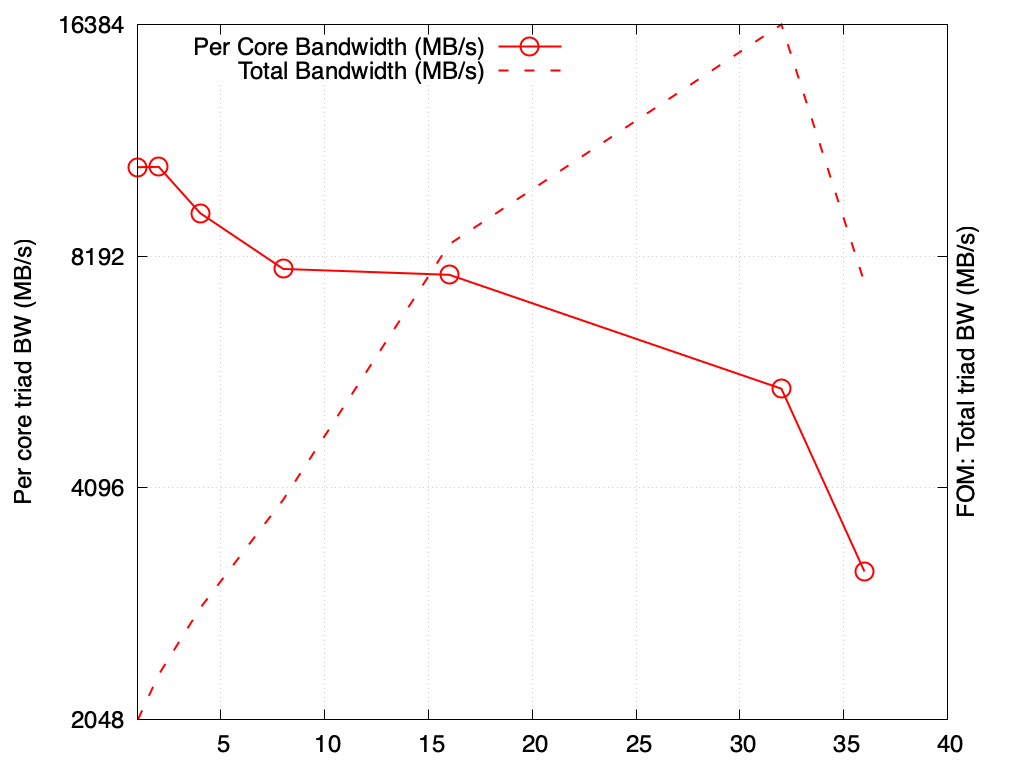 16384
Per Core Bandwidth (MB/s)
Total Bandwidth (MB/s)
8192
4096
2048
Per core triad BW (MB/s)
FOM: Total triad BW (MB/s)
5 10 15 20 25 30 35 40